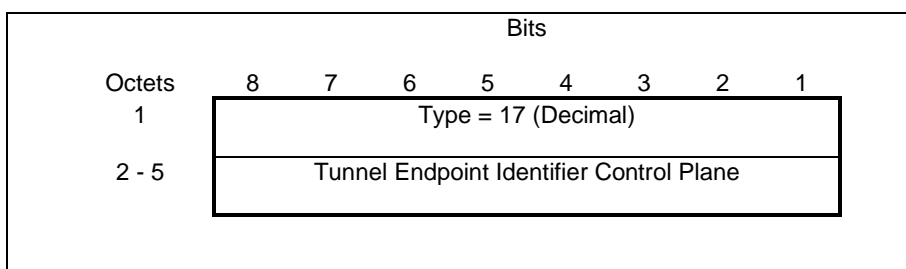 Bits
Octets 8 7 6 5 4 3 2 1
1 Type = 17 (Decimal)
2 - 5 Tunnel Endpoint Identifier Control Plane